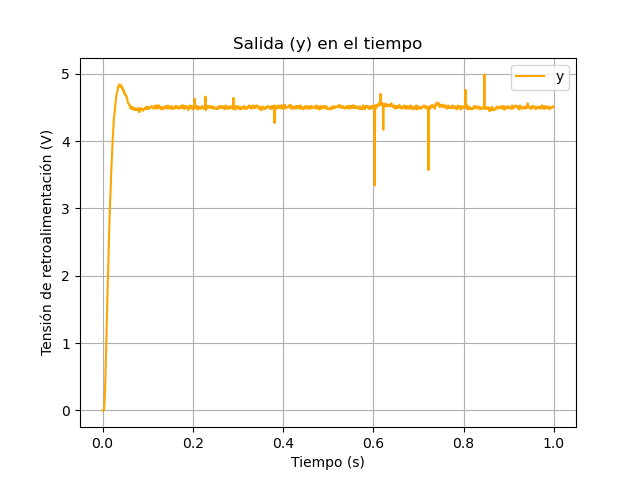 Salida (y) en el tiempo
y
Tensión de retroalimentación (V)
5
4
3
2
1
0
0.0 0.2 0.4 0.6 0.8 1.0
Tiempo (s)